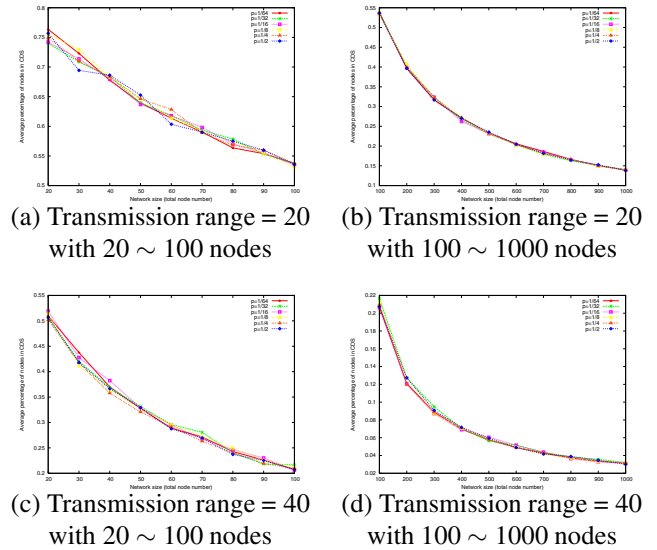 0.8
0.75
0.7
0.65
0.6
0.55
0.5
Average percentage of nodes in CDS
p=1/64
p=1/32
p=1/16
p=1/8
p=1/4
p=1/2
20 30 40 50 60 70 80 90 100
Network size (total node number)
(a) Transmission range = 20
with 20 ∼ 100 nodes
0.55
0.5
0.45
0.4
0.35
0.3
0.25
0.2
0.15
0.1
Average percentage of nodes in CDS
p=1/64
p=1/32
p=1/16
p=1/8
p=1/4
p=1/2
100 200 300 400 500 600 700 800 900 1000
Network size (total node number)
(b) Transmission range = 20
with 100 ∼ 1000 nodes
0.55
0.5
0.45
0.4
0.35
0.3
0.25
0.2
Average percentage of nodes in CDS
p=1/64
p=1/32
p=1/16
p=1/8
p=1/4
p=1/2
20 30 40 50 60 70 80 90 100
Network size (total node number)
(c) Transmission range = 40
with 20 ∼ 100 nodes
0.22
0.2
0.18
0.16
0.14
0.12
0.1
0.08
0.06
0.04
0.02
Average percentage of nodes in CDS
p=1/64
p=1/32
p=1/16
p=1/8
p=1/4
p=1/2
100 200 300 400 500 600 700 800 900 1000
Network size (total node number)
(d) Transmission range = 40
with 100 ∼ 1000 nodes